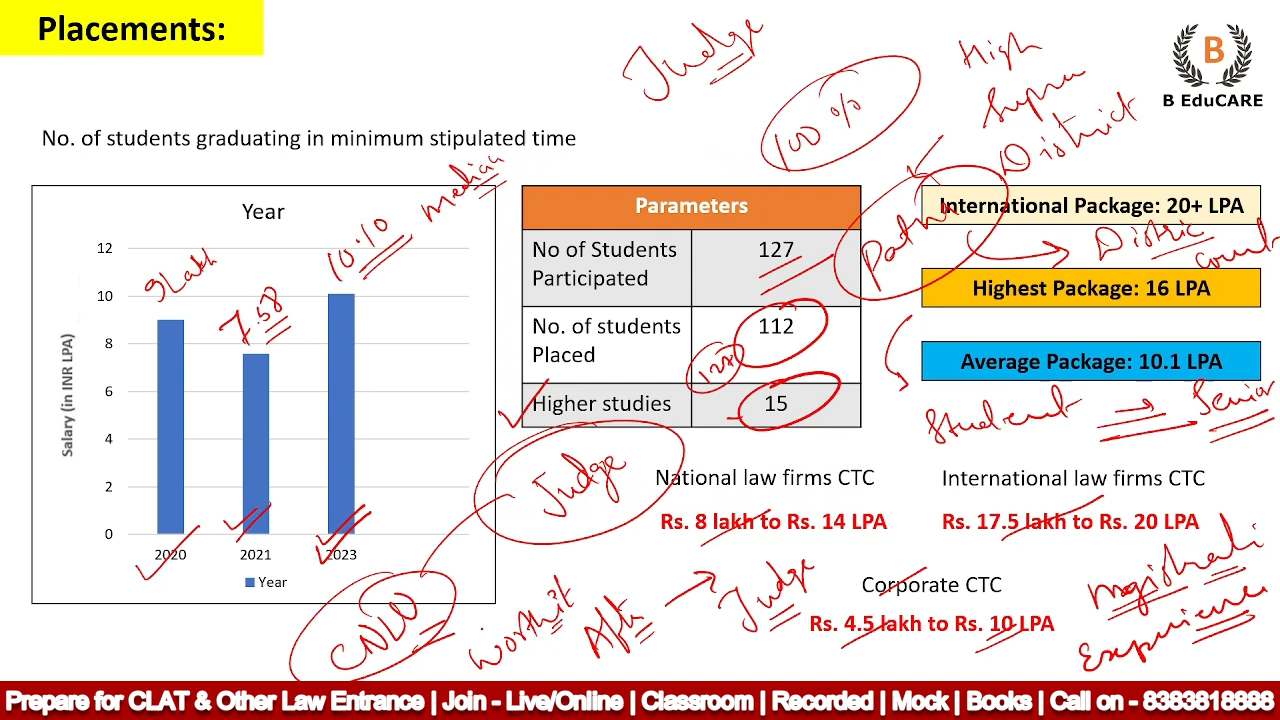 Placements:
B
B EduCARE
No. of students graduating in minimum stipulated time
Judge
100 %
High
Supreme
District
Year
12
10
8
6
4
2
0
Salary (in INR LPA)
9 Lakh
7.58
10.10 median
2020
2021
2023
Year
Parameters
No of Students Participated
127
No. of students Placed
112
127
Higher studies
15
Patna
International Package: 20+ LPA
District court
Highest Package: 16 LPA
Average Package: 10.1 LPA
Student
Senior
Judge
National law firms CTC
Rs. 8 lakh to Rs. 14 LPA
International law firms CTC
Rs. 17.5 lakh to Rs. 20 LPA
Corporate CTC
Rs. 4.5 lakh to Rs. 10 LPA
CNLU
worth it
After
Judge
Experience
Prepare for CLAT & Other Law Entrance | Join - Live/Online | Classroom | Recorded | Mock | Books | Call on - 8383818888